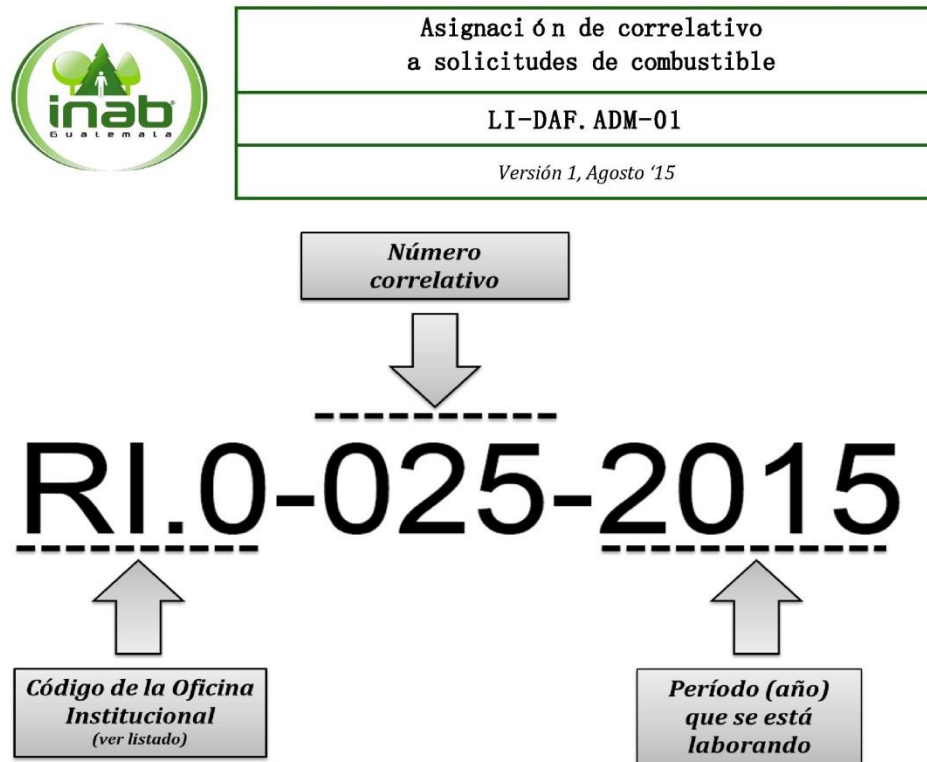 inab
Guatemala
Asignación de correlativo
a solicitudes de combustible
LI-DAF.ADM-01
Versión 1, Agosto ‘15
Número
correlativo
RI.0-025-2015
Código de la Oficina
Institucional
(ver listado)
Período (año)
que se está
laborando